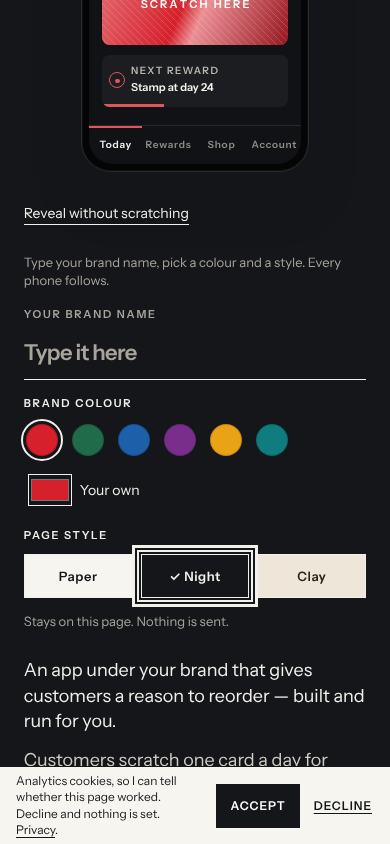 SCRATCH HERE
NEXT REWARD
Stamp at day 24
Today Rewards Shop Account
Reveal without scratching
Type your brand name, pick a colour and a style. Every
phone follows.
YOUR BRAND NAME
Type it here
BRAND COLOUR
Your own
PAGE STYLE
Paper ✓ Night Clay
Stays on this page. Nothing is sent.
An app under your brand that gives
customers a reason to reorder — built and
run for you.
Customers scratch one card a day for
Analytics cookies, so I can tell
whether this page worked.
Decline and nothing is set.
Privacy.
ACCEPT DECLINE